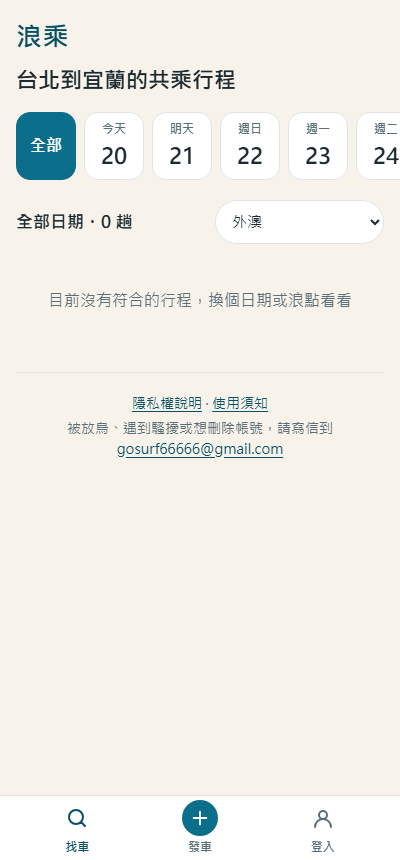 浪乘
台北到宜蘭的共乘行程
全部
今天
20
明天
21
週日
22
週一
23
週二
24
全部日期・0 趟
外澳
目前沒有符合的行程，換個日期或浪點看看
隱私權說明 · 使用須知
被放鳥、遇到騷擾或想刪除帳號，請寫信到
gosurf66666@gmail.com
找車
發車
登入